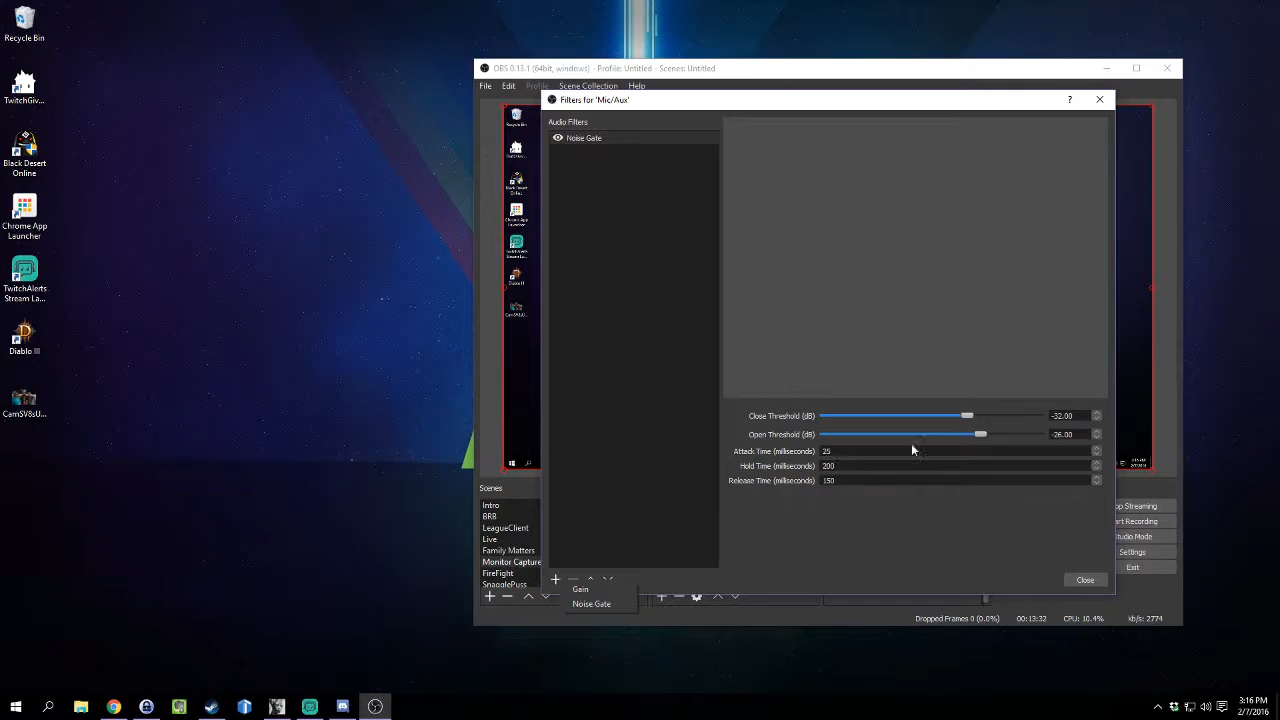 Recycle Bin
TwitchGiv...
Black Desert
Online
Chrome App
Launcher
TwitchAlerts
Stream La...
Diablo III
CamSV8sU...
OBS 0.13.1 (64bit, windows) - Profile: Untitled - Scenes: Untitled
File Edit Profile Scene Collection Help
Filters for 'Mic/Aux'
?
Audio Filters
Noise Gate
Close Threshold (dB) -32.00
Open Threshold (dB) -26.00
Attack Time (milliseconds) 25
Hold Time (milliseconds) 200
Release Time (milliseconds) 150
Close
Gain
Noise Gate
Scenes
Intro
BRB
LeagueClient
Live
Family Matters
Monitor Capture
FireFight
SnagglePuss
op Streaming
art Recording
tudio Mode
Settings
Exit
Dropped Frames 0 (0.0%) 00:13:32 CPU: 10.4% kb/s: 2774
3:16 PM
2/7/2016